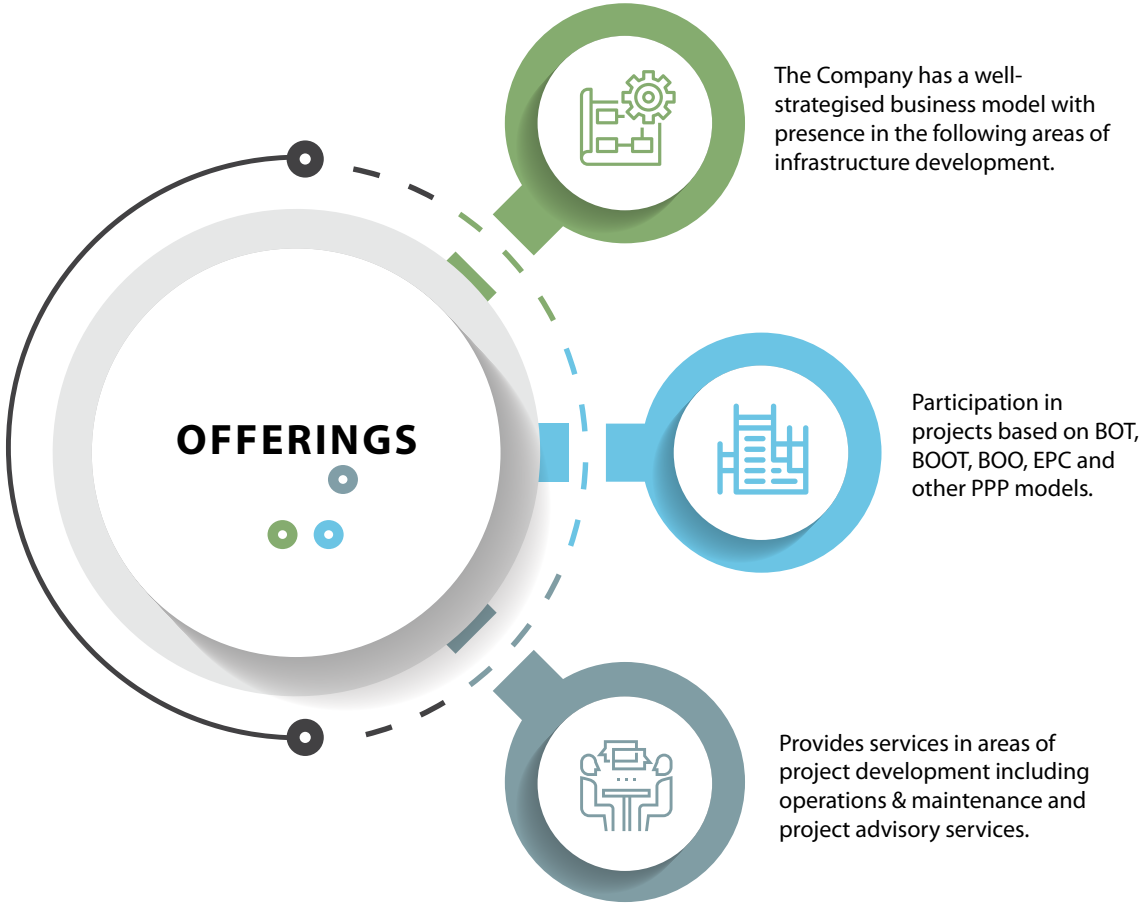 OFFERINGS
The Company has a well-
strategised business model with
presence in the following areas of
infrastructure development.
Participation in
projects based on BOT,
BOOT, BOO, EPC and
other PPP models.
Provides services in areas of
project development including
operations & maintenance and
project advisory services.